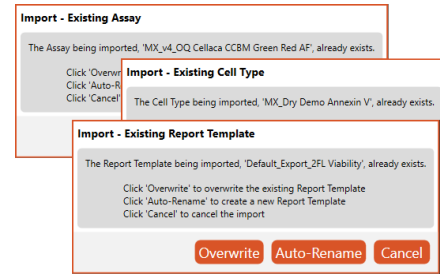 Import - Existing Assay
The Assay being imported, 'MX_v4_OQ Cellaca CCBM Green Red AF', already exists.
Click 'Overwr
Click 'Auto-R
Click 'Cancel'
Import - Existing Cell Type
The Cell Type being imported, 'MX_Dry Demo Annexin V', already exists.
Import - Existing Report Template
The Report Template being imported, 'Default_Export_2FL Viability', already exists.
Click 'Overwrite' to overwrite the existing Report Template
Click 'Auto-Rename' to create a new Report Template
Click 'Cancel' to cancel the import
Overwrite Auto-Rename Cancel